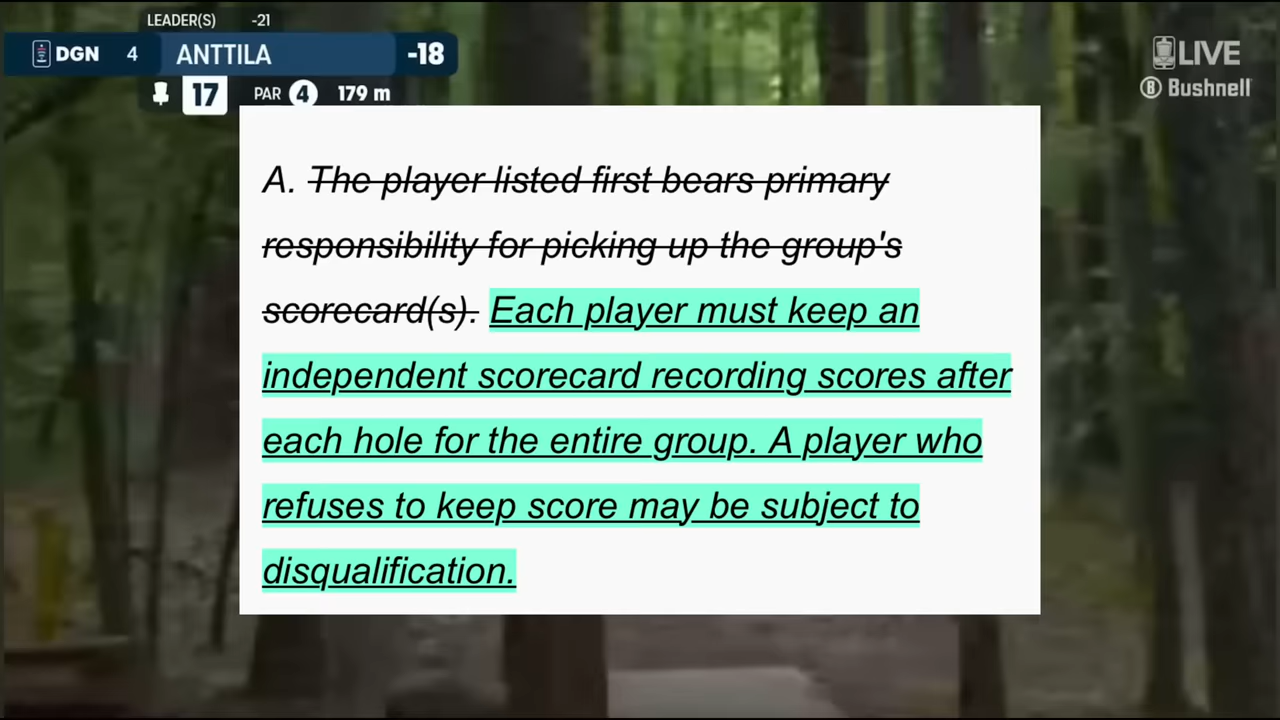 LEADER(S) -21
DGN 4 ANTTILA -18
17 PAR 4 179 m
LIVE
B Bushnell
A. The player listed first bears primary
responsibility for picking up the group's
scorecard(s). Each player must keep an
independent scorecard recording scores after
each hole for the entire group. A player who
refuses to keep score may be subject to
disqualification.